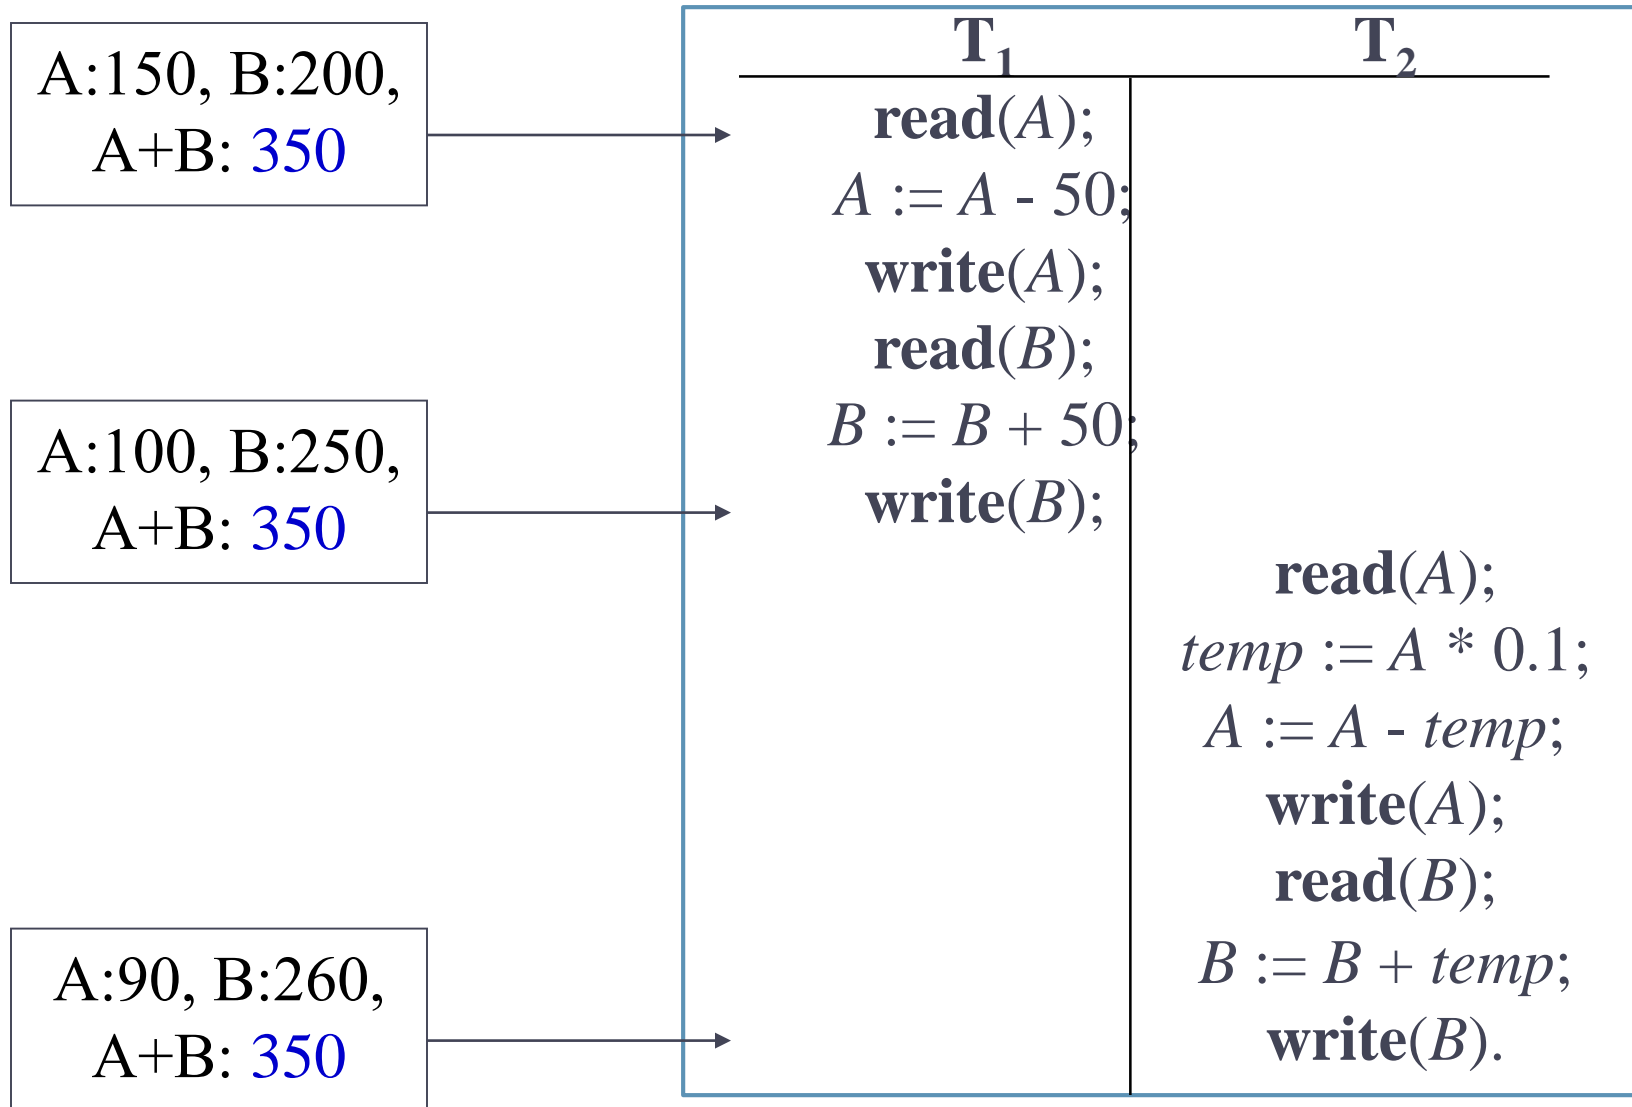 A:150, B:200,
A+B: 350
A:100, B:250,
A+B: 350
A:90, B:260,
A+B: 350
T₁ T₂
read(A);
A := A - 50;
write(A);
read(B);
B := B + 50;
write(B);
read(A);
temp := A * 0.1;
A := A - temp;
write(A);
read(B);
B := B + temp;
write(B).